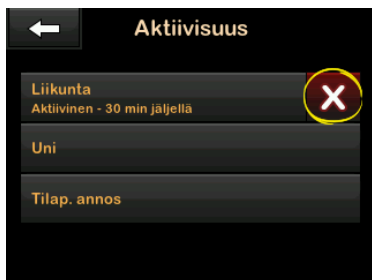 Aktiivisuus
Liikunta
Aktiivinen - 30 min jäljellä
Uni
Tilap. annos